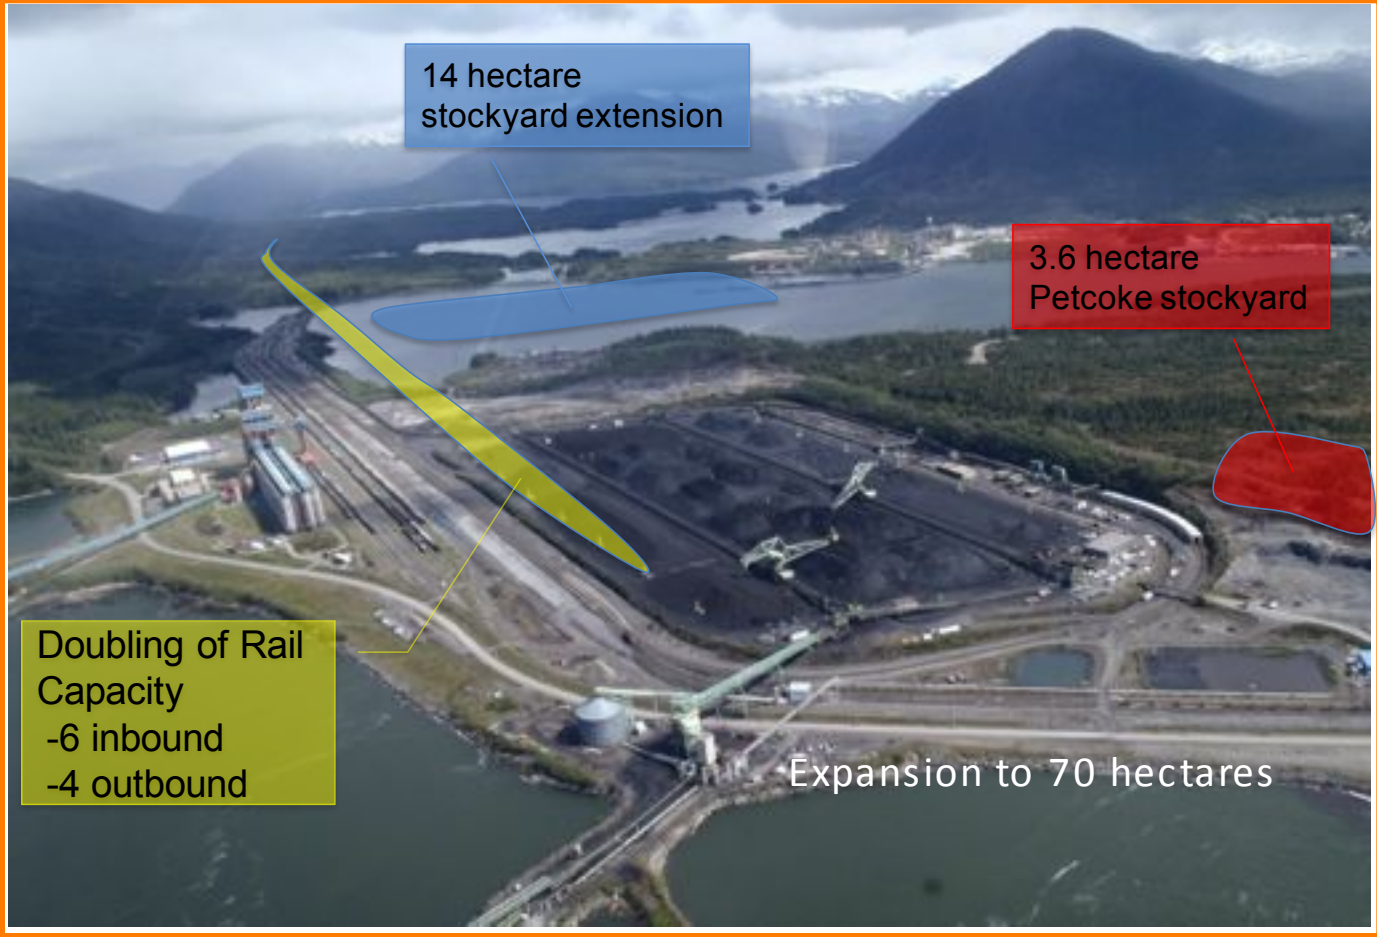 14 hectare
stockyard extension
3.6 hectare
Petcoke stockyard
Doubling of Rail
Capacity
-6 inbound
-4 outbound
Expansion to 70 hectares